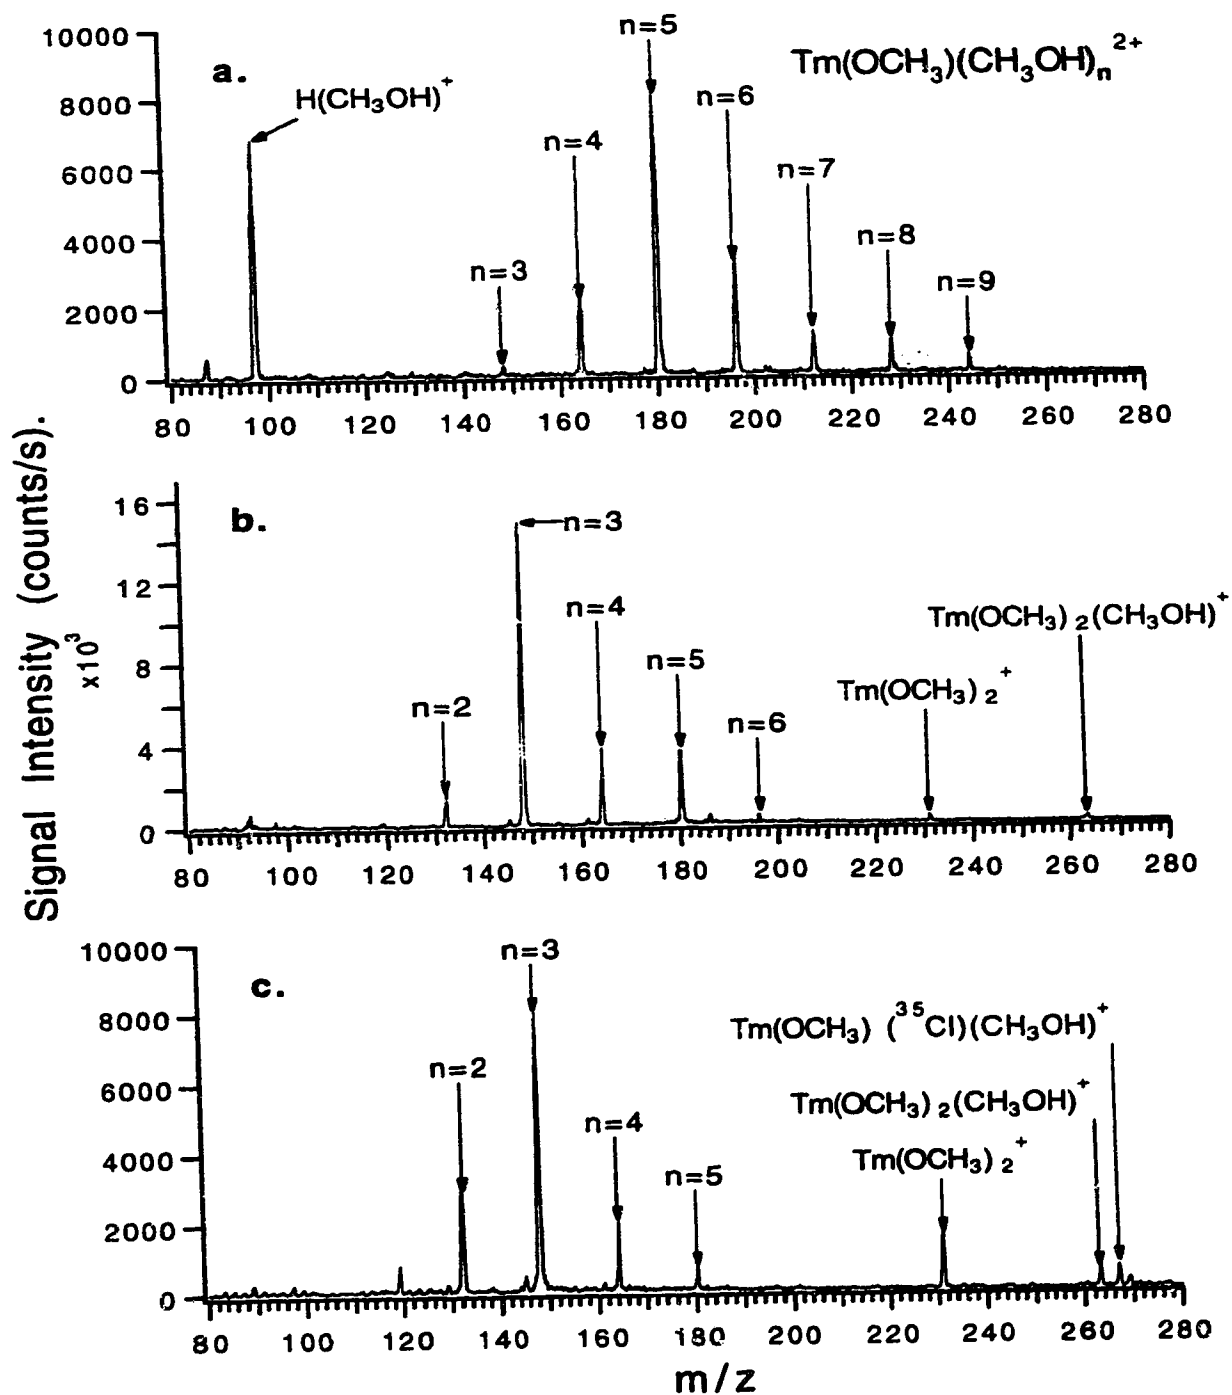 Signal Intensity (counts/s).
a.
Tm(OCH₃)(CH₃OH)ₙ²⁺
H(CH₃OH)⁺
n=3
n=4
n=5
n=6
n=7
n=8
n=9
10000
8000
6000
4000
2000
0
80 100 120 140 160 180 200 220 240 260 280
b.
x10³
n=2
n=3
n=4
n=5
n=6
Tm(OCH₃)₂⁺
Tm(OCH₃)₂(CH₃OH)⁺
16
12
8
4
0
80 100 120 140 160 180 200 220 240 260 280
c.
n=2
n=3
n=4
n=5
Tm(OCH₃) (³⁵Cl)(CH₃OH)⁺
Tm(OCH₃)₂(CH₃OH)⁺
Tm(OCH₃)₂⁺
10000
8000
6000
4000
2000
0
80 100 120 140 160 180 200 220 240 260 280
m/z